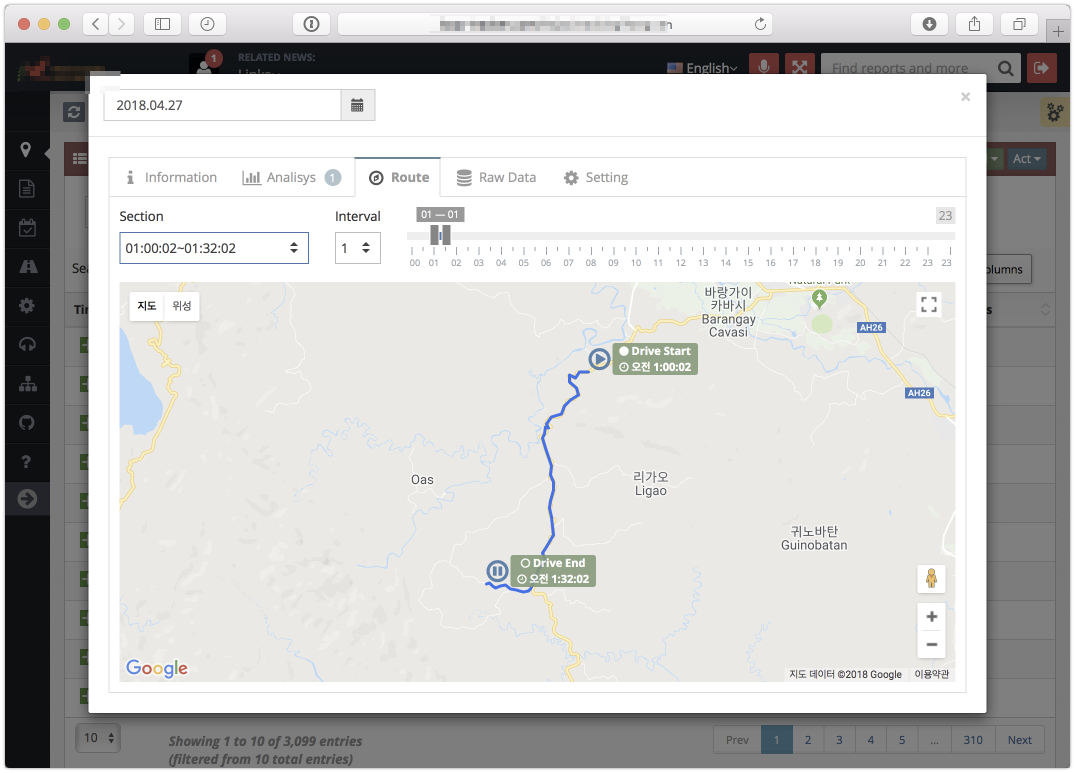 1
RELATED NEWS:
English
Find reports and more
2018.04.27
×
Act
Information
Analisys 1
Route
Raw Data
Setting
Section
Interval
01 — 01
23
01:00:02~01:32:02
1
00 01 02 03 04 05 06 07 08 09 10 11 12 13 14 15 16 17 18 19 20 21 22 23 23
지도
위성
바랑가이
카바시
Barangay
Cavasi
AH26
AH26
Drive Start
오전 1:00:02
Oas
리가오
Ligao
귀노바탄
Guinobatan
Drive End
오전 1:32:02
+
−
Google
지도 데이터 ©2018 Google
이용약관
10
Showing 1 to 10 of 3,099 entries
(filtered from 10 total entries)
Prev 1 2 3 4 5 ... 310 Next